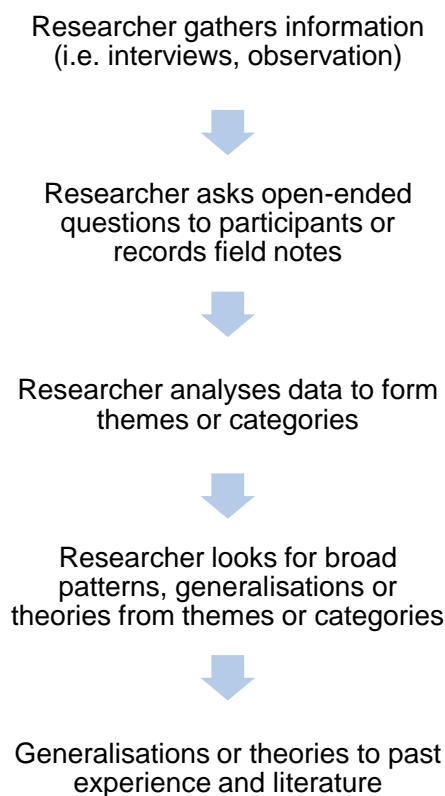 Researcher gathers information
(i.e. interviews, observation)
Researcher asks open-ended
questions to participants or
records field notes
Researcher analyses data to form
themes or categories
Researcher looks for broad
patterns, generalisations or
theories from themes or categories
Generalisations or theories to past
experience and literature